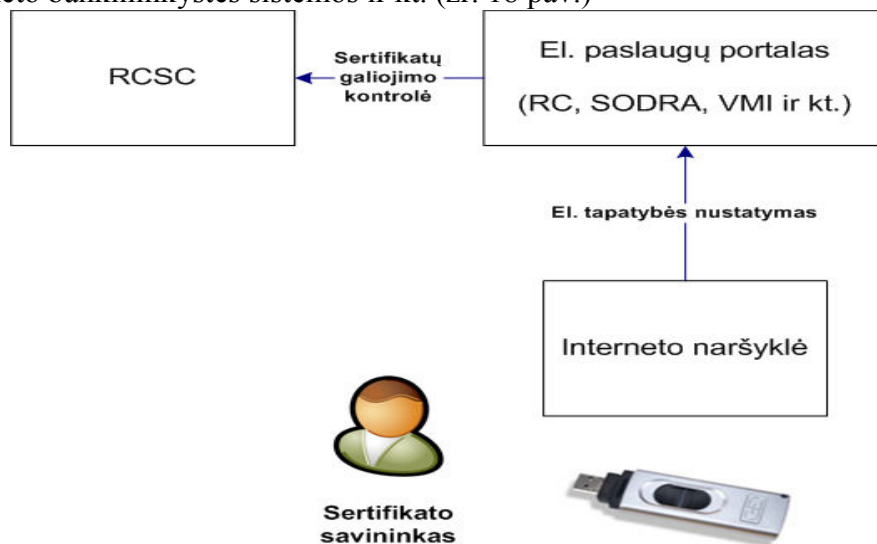 RCSC
Sertifikatų
galiojimo
kontrolė
El. paslaugų portalas
(RC, SODRA, VMI ir kt.)
El. tapatybės nustatymas
Interneto naršyklė
Sertifikato
savininkas